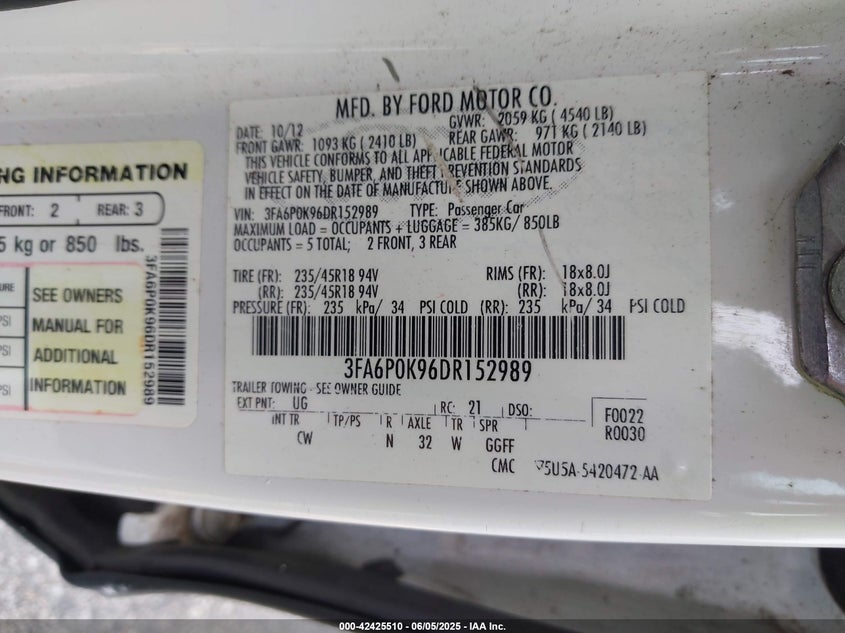 NG INFORMATION
FRONT: 2 REAR: 3
5 kg or 850 lbs.
SEE OWNERS
MANUAL FOR
ADDITIONAL
INFORMATION
PSI
PSI
3FA6P0K96DR152989
MFD. BY FORD MOTOR CO.
DATE: 10/12 GVWR: 2059 KG ( 4540 LB)
FRONT GAWR: 1093 KG ( 2410 LB) REAR GAWR: 971 KG ( 2140 LB)
THIS VEHICLE CONFORMS TO ALL APPLICABLE FEDERAL MOTOR
VEHICLE SAFETY, BUMPER, AND THEFT PREVENTION STANDARDS
IN EFFECT ON THE DATE OF MANUFACTURE SHOWN ABOVE.
VIN: 3FA6P0K96DR152989 TYPE: Passenger Car
MAXIMUM LOAD = OCCUPANTS + LUGGAGE = 385KG/ 850LB
OCCUPANTS = 5 TOTAL; 2 FRONT, 3 REAR
TIRE (FR): 235/45R18 94V RIMS (FR): 18x8.0J
(RR): 235/45R18 94V (RR): 18x8.0J
PRESSURE (FR): 235 kPa/ 34 PSI COLD (RR): 235 kPa/ 34 PSI COLD
3FA6P0K96DR152989
TRAILER TOWING - SEE OWNER GUIDE
EXT PNT: UG RC: 21 DSO: F0022
INT TR TP/PS R AXLE TR SPR R0030
CW N 32 W GGFF
CMC 5U5A-5420472-AA
000-42425510 - 06/05/2025 - IAA Inc.